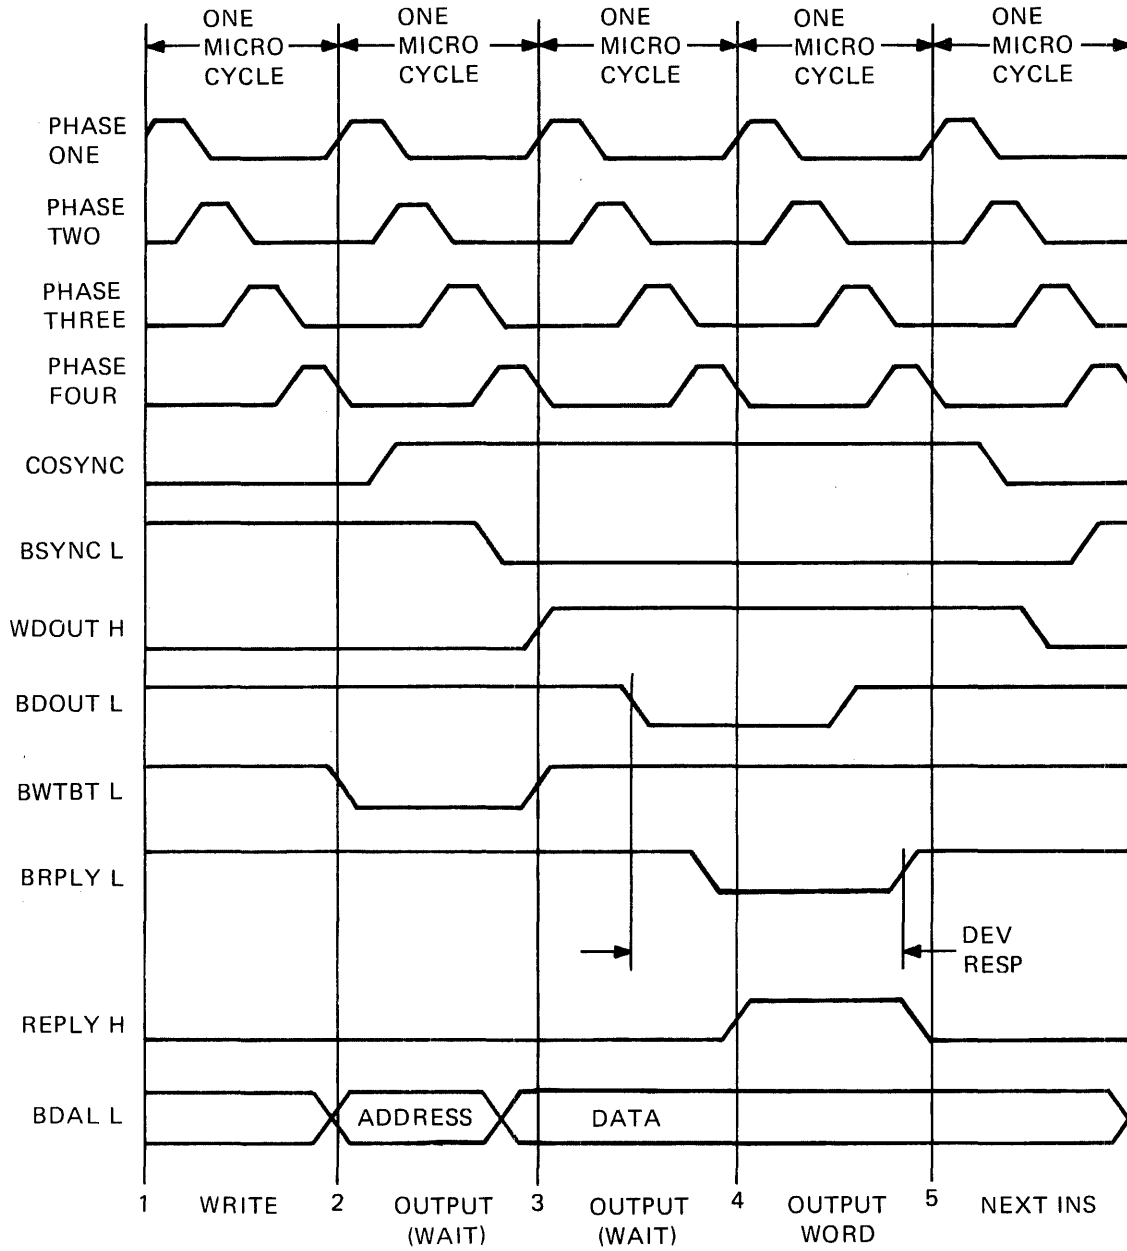 ONE ONE ONE ONE ONE
MICRO MICRO MICRO MICRO MICRO
CYCLE CYCLE CYCLE CYCLE CYCLE
PHASE
ONE
PHASE
TWO
PHASE
THREE
PHASE
FOUR
COSYNC
BSYNC L
WDOUT H
BDOUT L
BWTBT L
BRPLY L
DEV
RESP
REPLY H
BDAL L ADDRESS DATA
1 WRITE 2 OUTPUT 3 OUTPUT 4 OUTPUT 5 NEXT INS
(WAIT) (WAIT) WORD